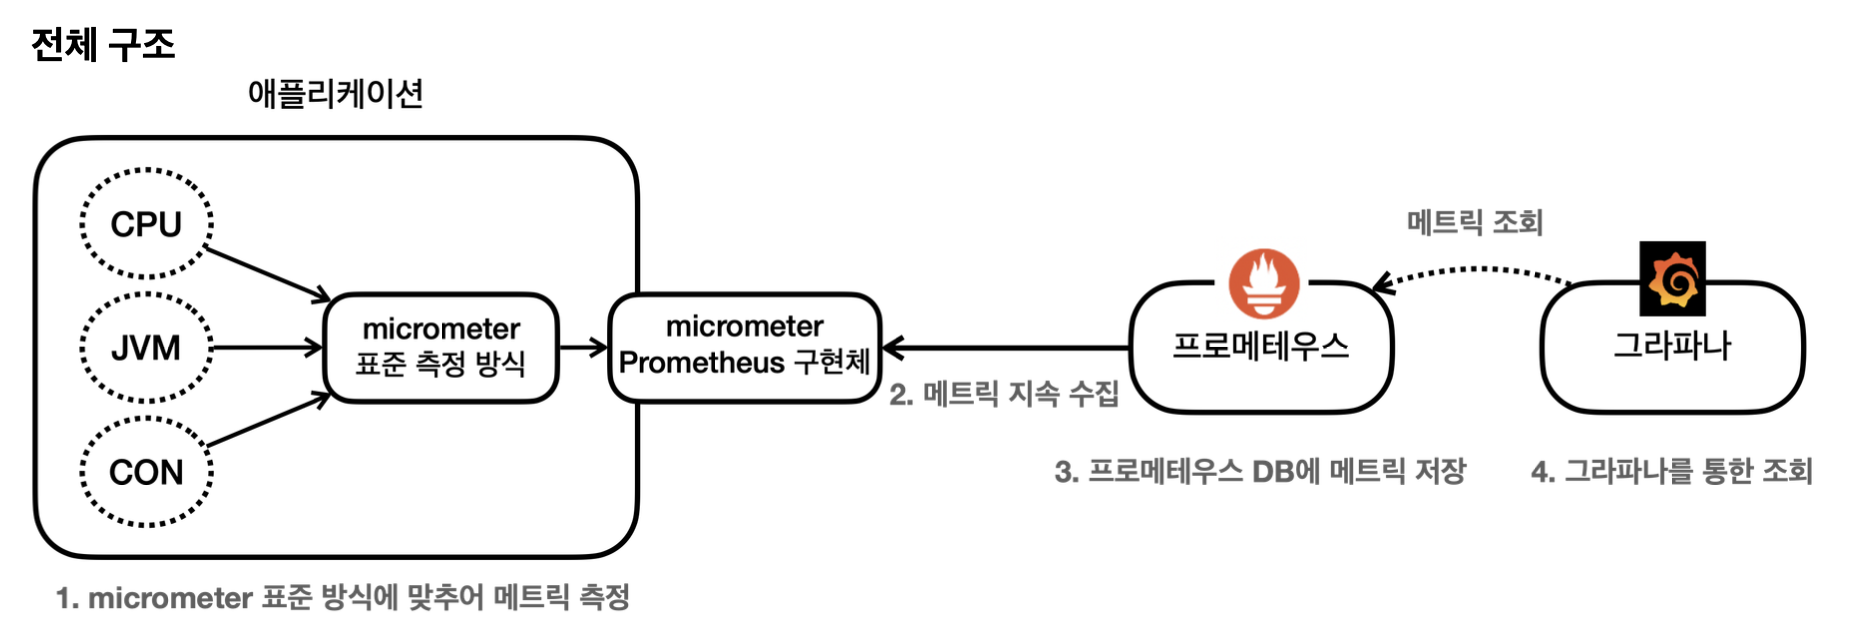 전체 구조
애플리케이션
CPU
JVM
CON
micrometer
표준 측정 방식
micrometer
Prometheus 구현체
2. 메트릭 지속 수집
프로메테우스
메트릭 조회
그라파나
3. 프로메테우스 DB에 메트릭 저장
4. 그라파나를 통한 조회
1. micrometer 표준 방식에 맞추어 메트릭 측정